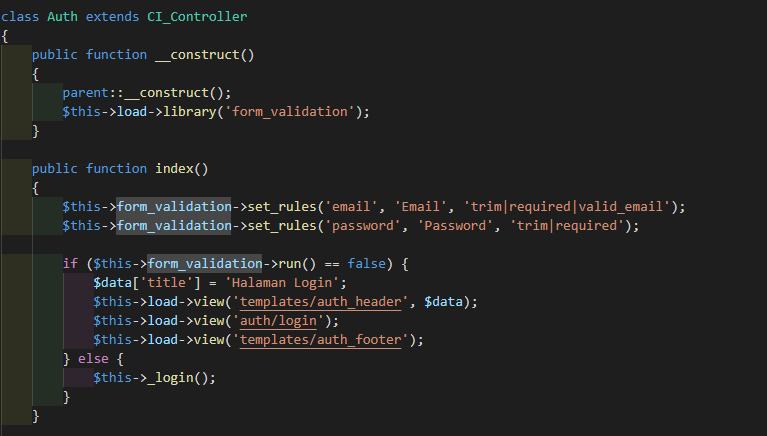 class Auth extends CI_Controller
{
public function __construct()
{
parent::__construct();
$this->load->library('form_validation');
}
public function index()
{
$this->form_validation->set_rules('email', 'Email', 'trim|required|valid_email');
$this->form_validation->set_rules('password', 'Password', 'trim|required');
if ($this->form_validation->run() == false) {
$data['title'] = 'Halaman Login';
$this->load->view('templates/auth_header', $data);
$this->load->view('auth/login');
$this->load->view('templates/auth_footer');
} else {
$this->_login();
}
}